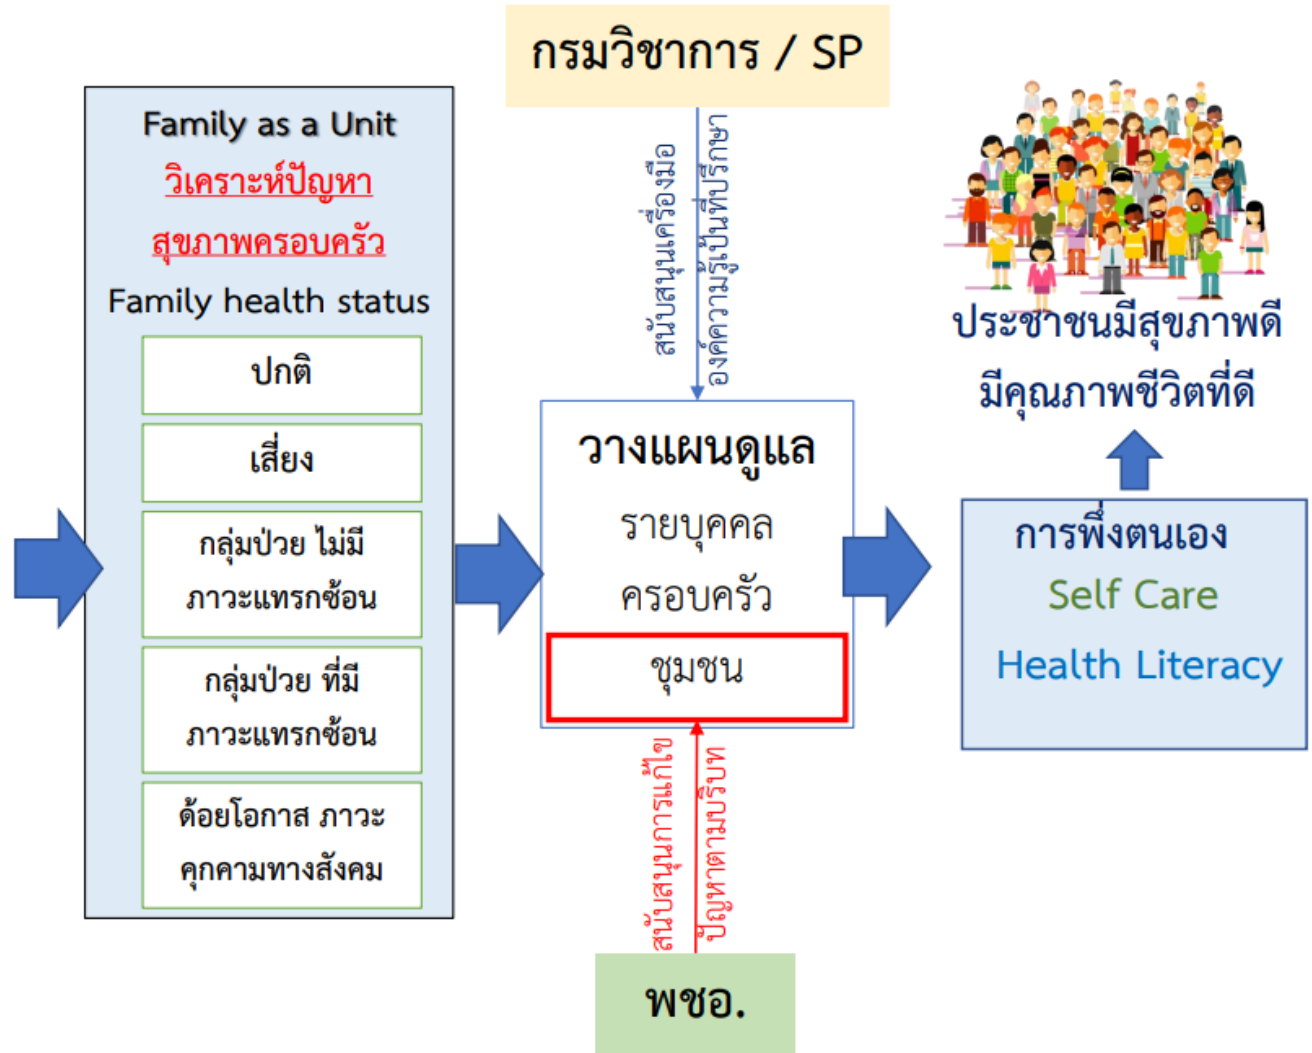 กรมวิชาการ / SP
Family as a Unit
วิเคราะห์ปัญหา
สุขภาพครอบครัว
Family health status
ปกติ
เสี่ยง
กลุ่มป่วย ไม่มี
ภาวะแทรกซ้อน
กลุ่มป่วย ที่มี
ภาวะแทรกซ้อน
ด้อยโอกาส ภาวะ
คุกคามทางสังคม
สนับสนุนเครื่องมือ
องค์ความรู้เป็นที่ปรึกษา
วางแผนดูแล
รายบุคคล
ครอบครัว
ชุมชน
สนับสนุนการแก้ไข
ปัญหาตามบริบท
พชอ.
ประชาชนมีสุขภาพดี
มีคุณภาพชีวิตที่ดี
การพึ่งตนเอง
Self Care
Health Literacy